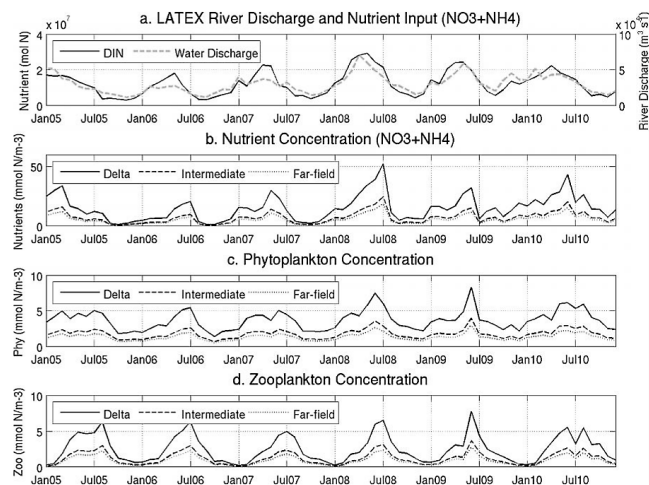 a. LATEX River Discharge and Nutrient Input (NO3+NH4)
x 10⁷
x 10⁻³
DIN Water Discharge
Nutrient (mol N)
River Discharge (m³ s¹)
4
2
0
10
5
0
Jan05 Jul05 Jan06 Jul06 Jan07 Jul07 Jan08 Jul08 Jan09 Jul09 Jan10 Jul10
b. Nutrient Concentration (NO3+NH4)
Delta Intermediate Far-field
Nutrients (mmol N/m-3)
50
0
Jan05 Jul05 Jan06 Jul06 Jan07 Jul07 Jan08 Jul08 Jan09 Jul09 Jan10 Jul10
c. Phytoplankton Concentration
Delta Intermediate Far-field
Phy (mmol N/m-3)
10
5
0
Jan05 Jul05 Jan06 Jul06 Jan07 Jul07 Jan08 Jul08 Jan09 Jul09 Jan10 Jul10
d. Zooplankton Concentration
Delta Intermediate Far-field
Zoo (mmol N/m-3)
10
5
0
Jan05 Jul05 Jan06 Jul06 Jan07 Jul07 Jan08 Jul08 Jan09 Jul09 Jan10 Jul10